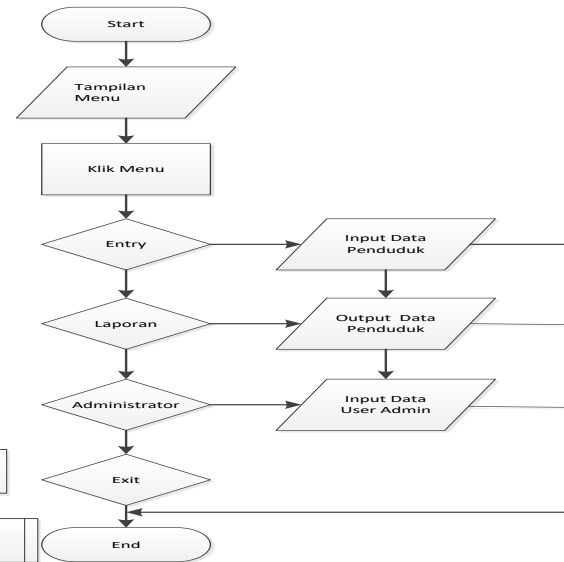 Start
Tampilan
Menu
Klik Menu
Entry
Input Data
Penduduk
Laporan
Output Data
Penduduk
Administrator
Input Data
User Admin
Exit
End